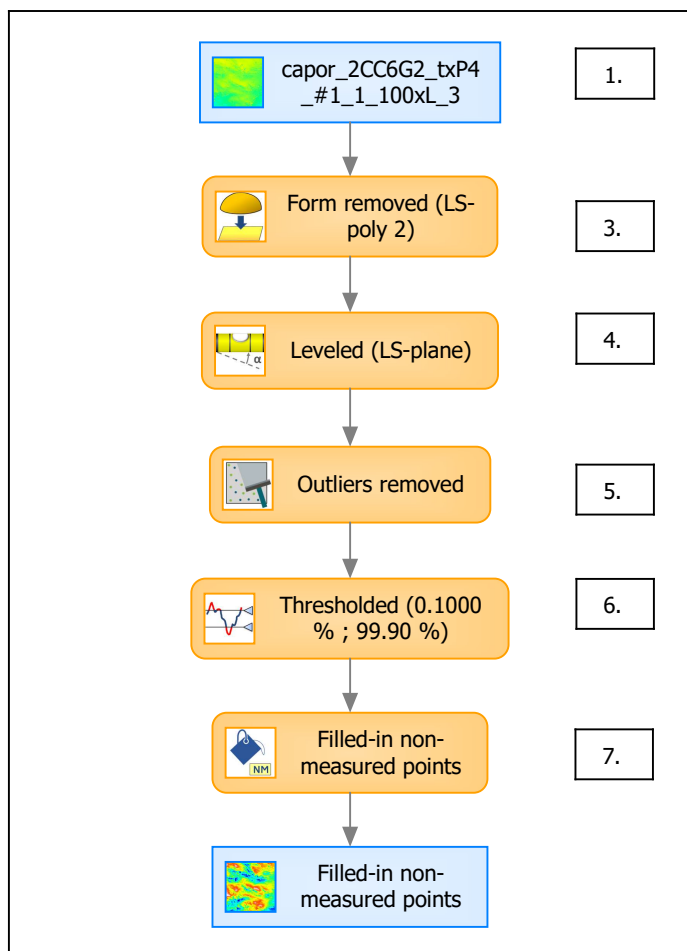 capor_2CC6G2_txP4
_#1_1_100xL_3
1.
Form removed (LS-
poly 2)
3.
α
Leveled (LS-plane)
4.
Outliers removed
5.
Thresholded (0.1000
% ; 99.90 %)
6.
NM
Filled-in non-
measured points
7.
Filled-in non-
measured points